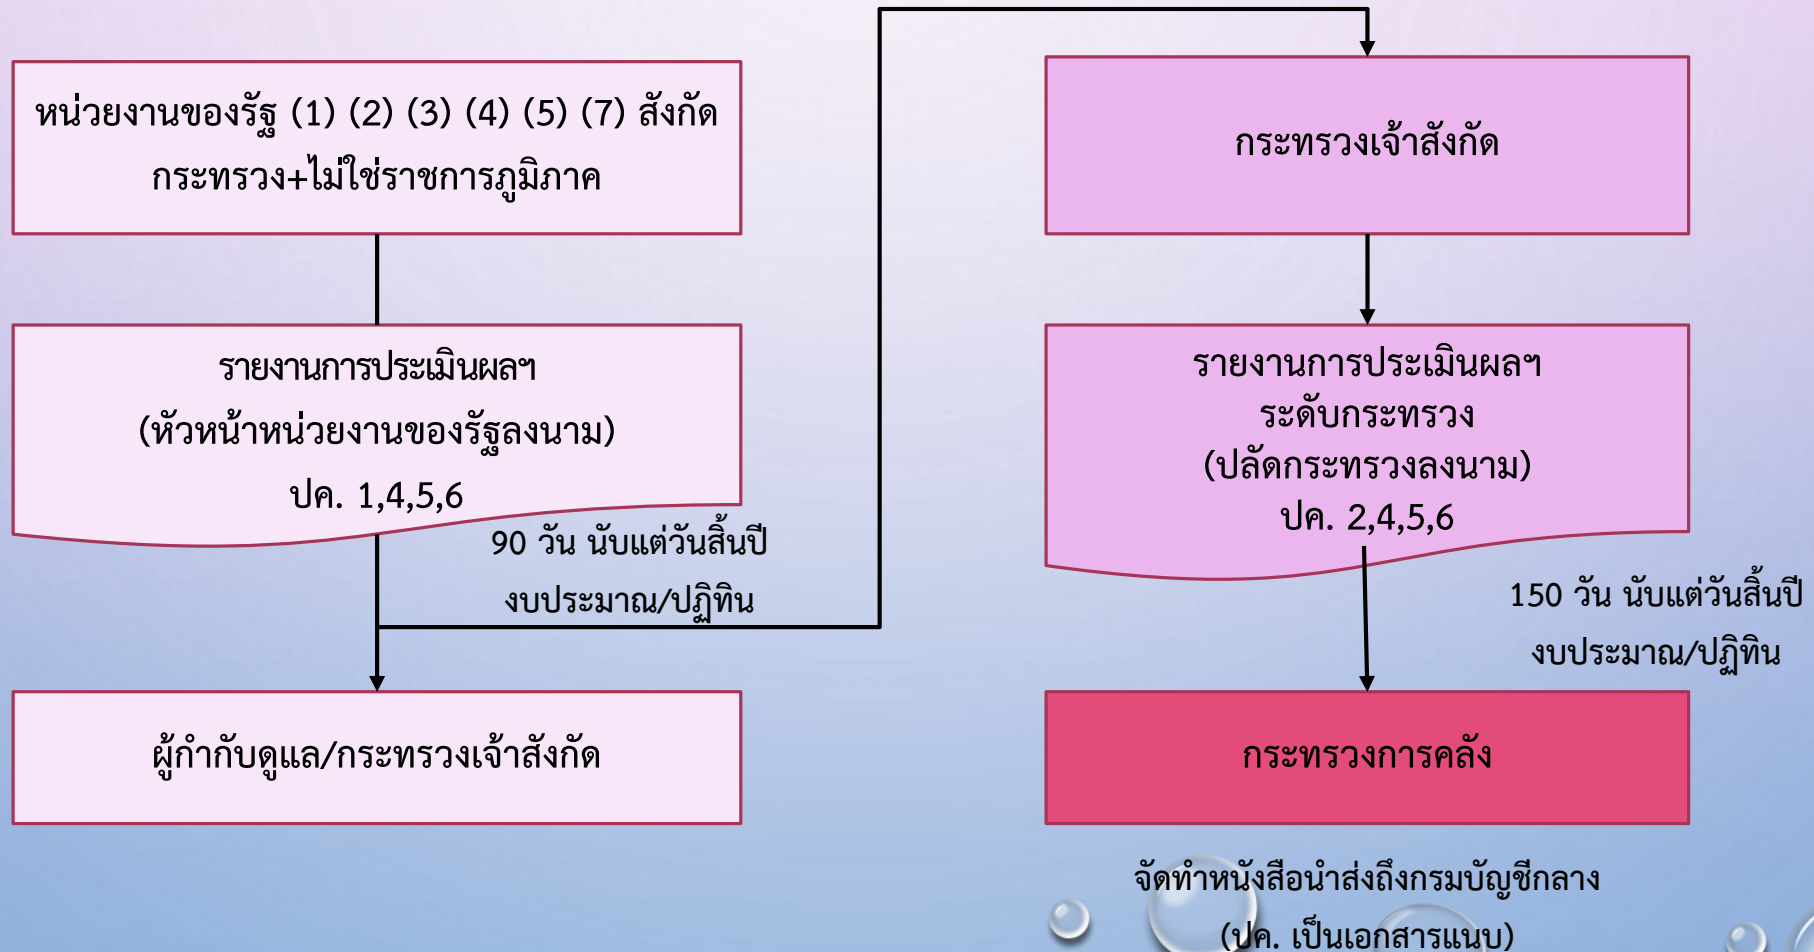 หน่วยงานของรัฐ (1) (2) (3) (4) (5) (7) สังกัด
กระทรวง+ไม่ใช่ราชการภูมิภาค
รายงานการประเมินผลฯ
(หัวหน้าหน่วยงานของรัฐลงนาม)
ปค. 1,4,5,6
90 วัน นับแต่วันสิ้นปี
งบประมาณ/ปฏิทิน
ผู้กำกับดูแล/กระทรวงเจ้าสังกัด
กระทรวงเจ้าสังกัด
รายงานการประเมินผลฯ
ระดับกระทรวง
(ปลัดกระทรวงลงนาม)
ปค. 2,4,5,6
150 วัน นับแต่วันสิ้นปี
งบประมาณ/ปฏิทิน
กระทรวงการคลัง
จัดทำหนังสือนำส่งถึงกรมบัญชีกลาง
(ปค. เป็นเอกสารแนบ)